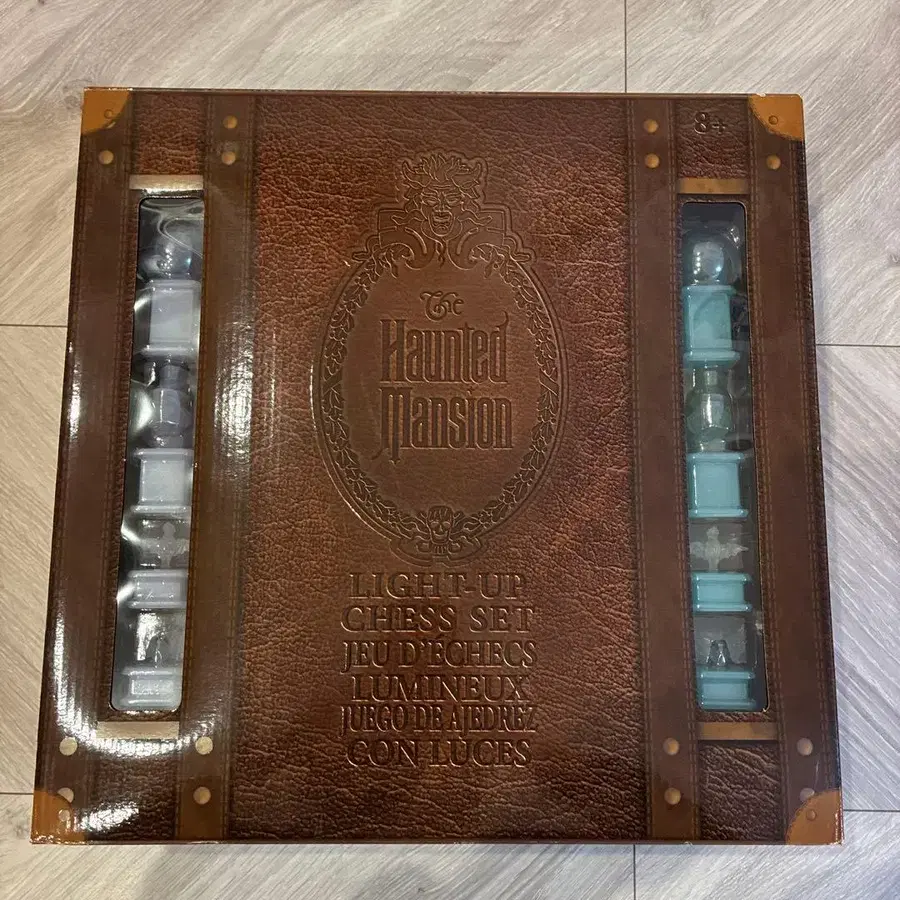 8+
The
Haunted
Mansion
LIGHT-UP
CHESS SET
JEU D'ÉCHECS
LUMINEUX
JUEGO DE AJEDREZ
CON LUCES